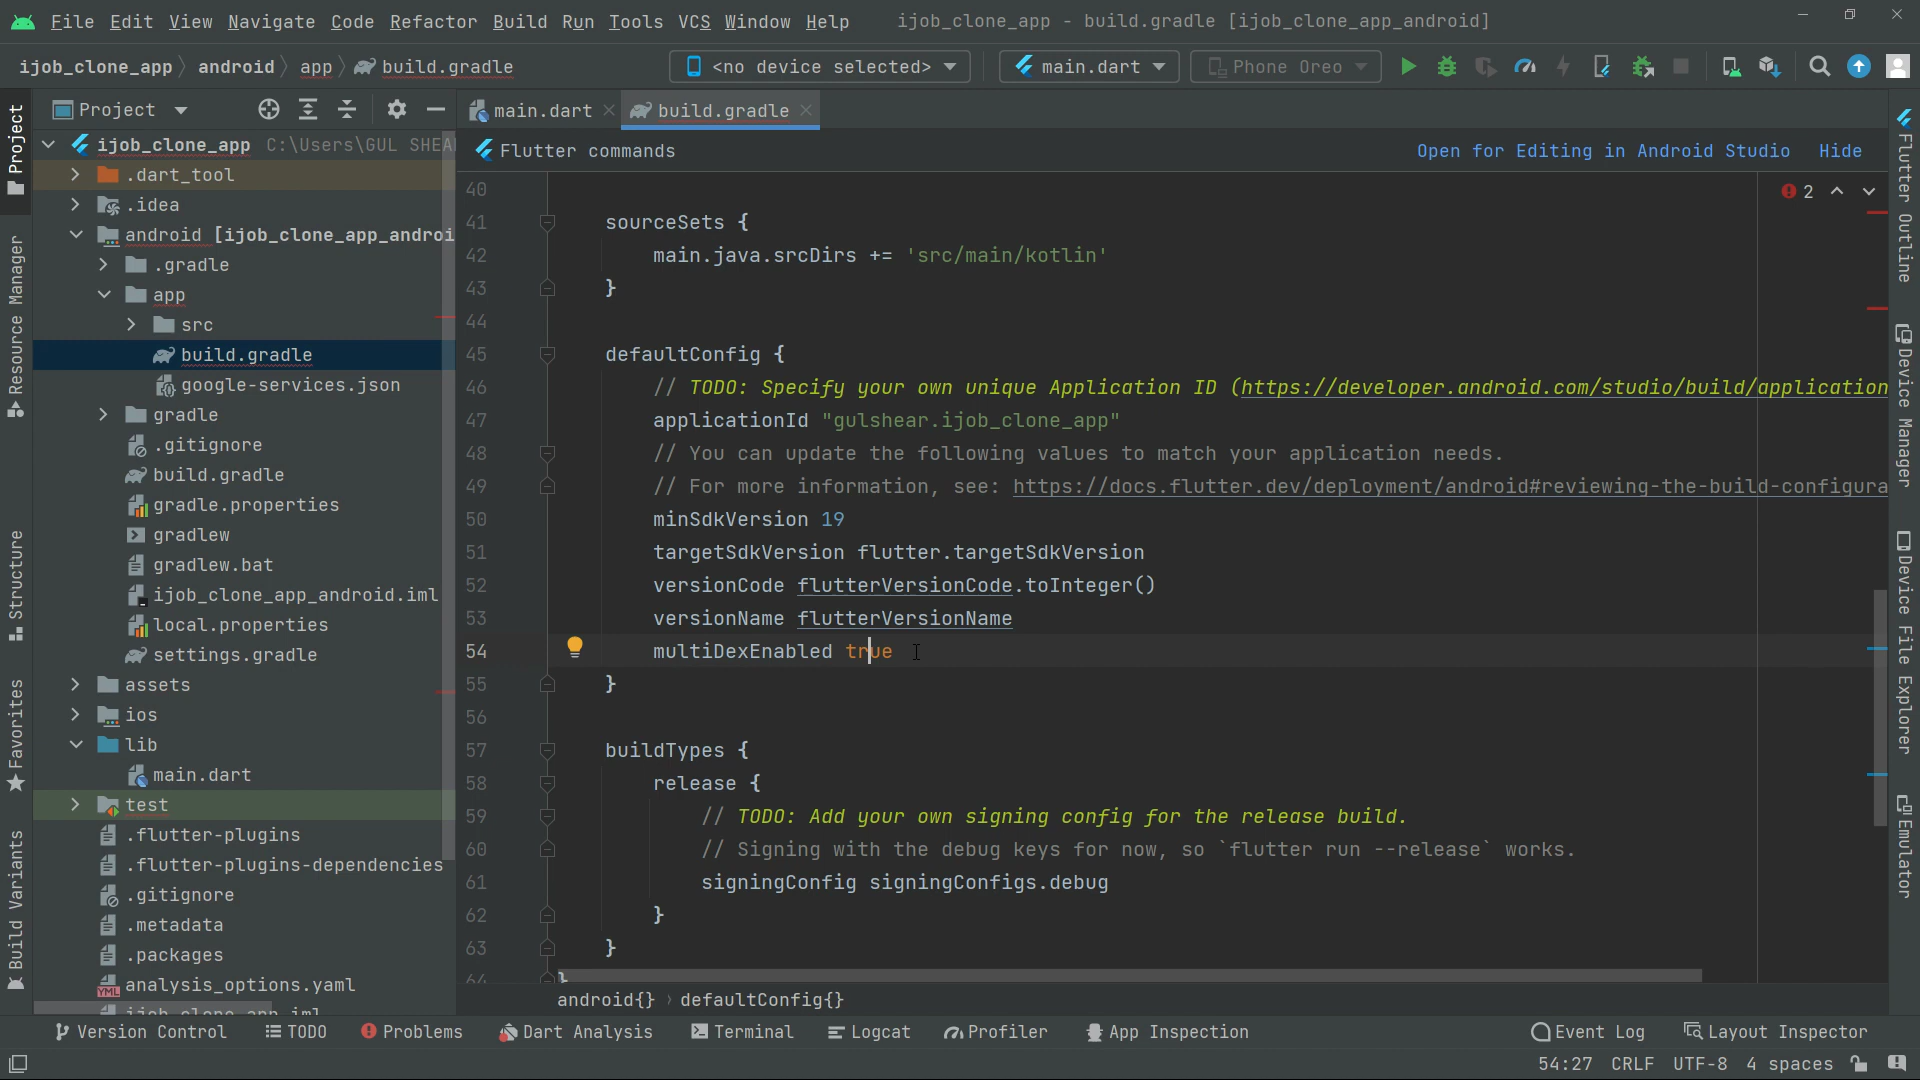 File Edit View Navigate Code Refactor Build Run Tools VCS Window Help ijob_clone_app - build.gradle [ijob_clone_app_android]
ijob_clone_app android app build.gradle <no device selected> main.dart Phone Oreo
Project
main.dart build.gradle
ijob_clone_app C:\Users\GUL SHEA
Flutter commands Open for Editing in Android Studio Hide
.dart_tool
.idea
android [ijob_clone_app_androi
.gradle
app
src
build.gradle
google-services.json
gradle
.gitignore
build.gradle
gradle.properties
gradlew
gradlew.bat
ijob_clone_app_android.iml
local.properties
settings.gradle
assets
ios
lib
main.dart
test
.flutter-plugins
.flutter-plugins-dependencies
.gitignore
.metadata
.packages
analysis_options.yaml
2
40
41 sourceSets {
42 main.java.srcDirs += 'src/main/kotlin'
43 }
44
45 defaultConfig {
46 // TODO: Specify your own unique Application ID (https://developer.android.com/studio/build/application
47 applicationId "gulshear.ijob_clone_app"
48 // You can update the following values to match your application needs.
49 // For more information, see: https://docs.flutter.dev/deployment/android#reviewing-the-build-configura
50 minSdkVersion 19
51 targetSdkVersion flutter.targetSdkVersion
52 versionCode flutterVersionCode.toInteger()
53 versionName flutterVersionName
54 multiDexEnabled true
55 }
56
57 buildTypes {
58 release {
59 // TODO: Add your own signing config for the release build.
60 // Signing with the debug keys for now, so `flutter run --release` works.
61 signingConfig signingConfigs.debug
62 }
63 }
64 }
android{} defaultConfig{}
Project
Resource Manager
Structure
Favorites
Build Variants
Flutter Outline
Device Manager
Device File Explorer
Emulator
Version Control TODO Problems Dart Analysis Terminal Logcat Profiler App Inspection Event Log Layout Inspector
54:27 CRLF UTF-8 4 spaces